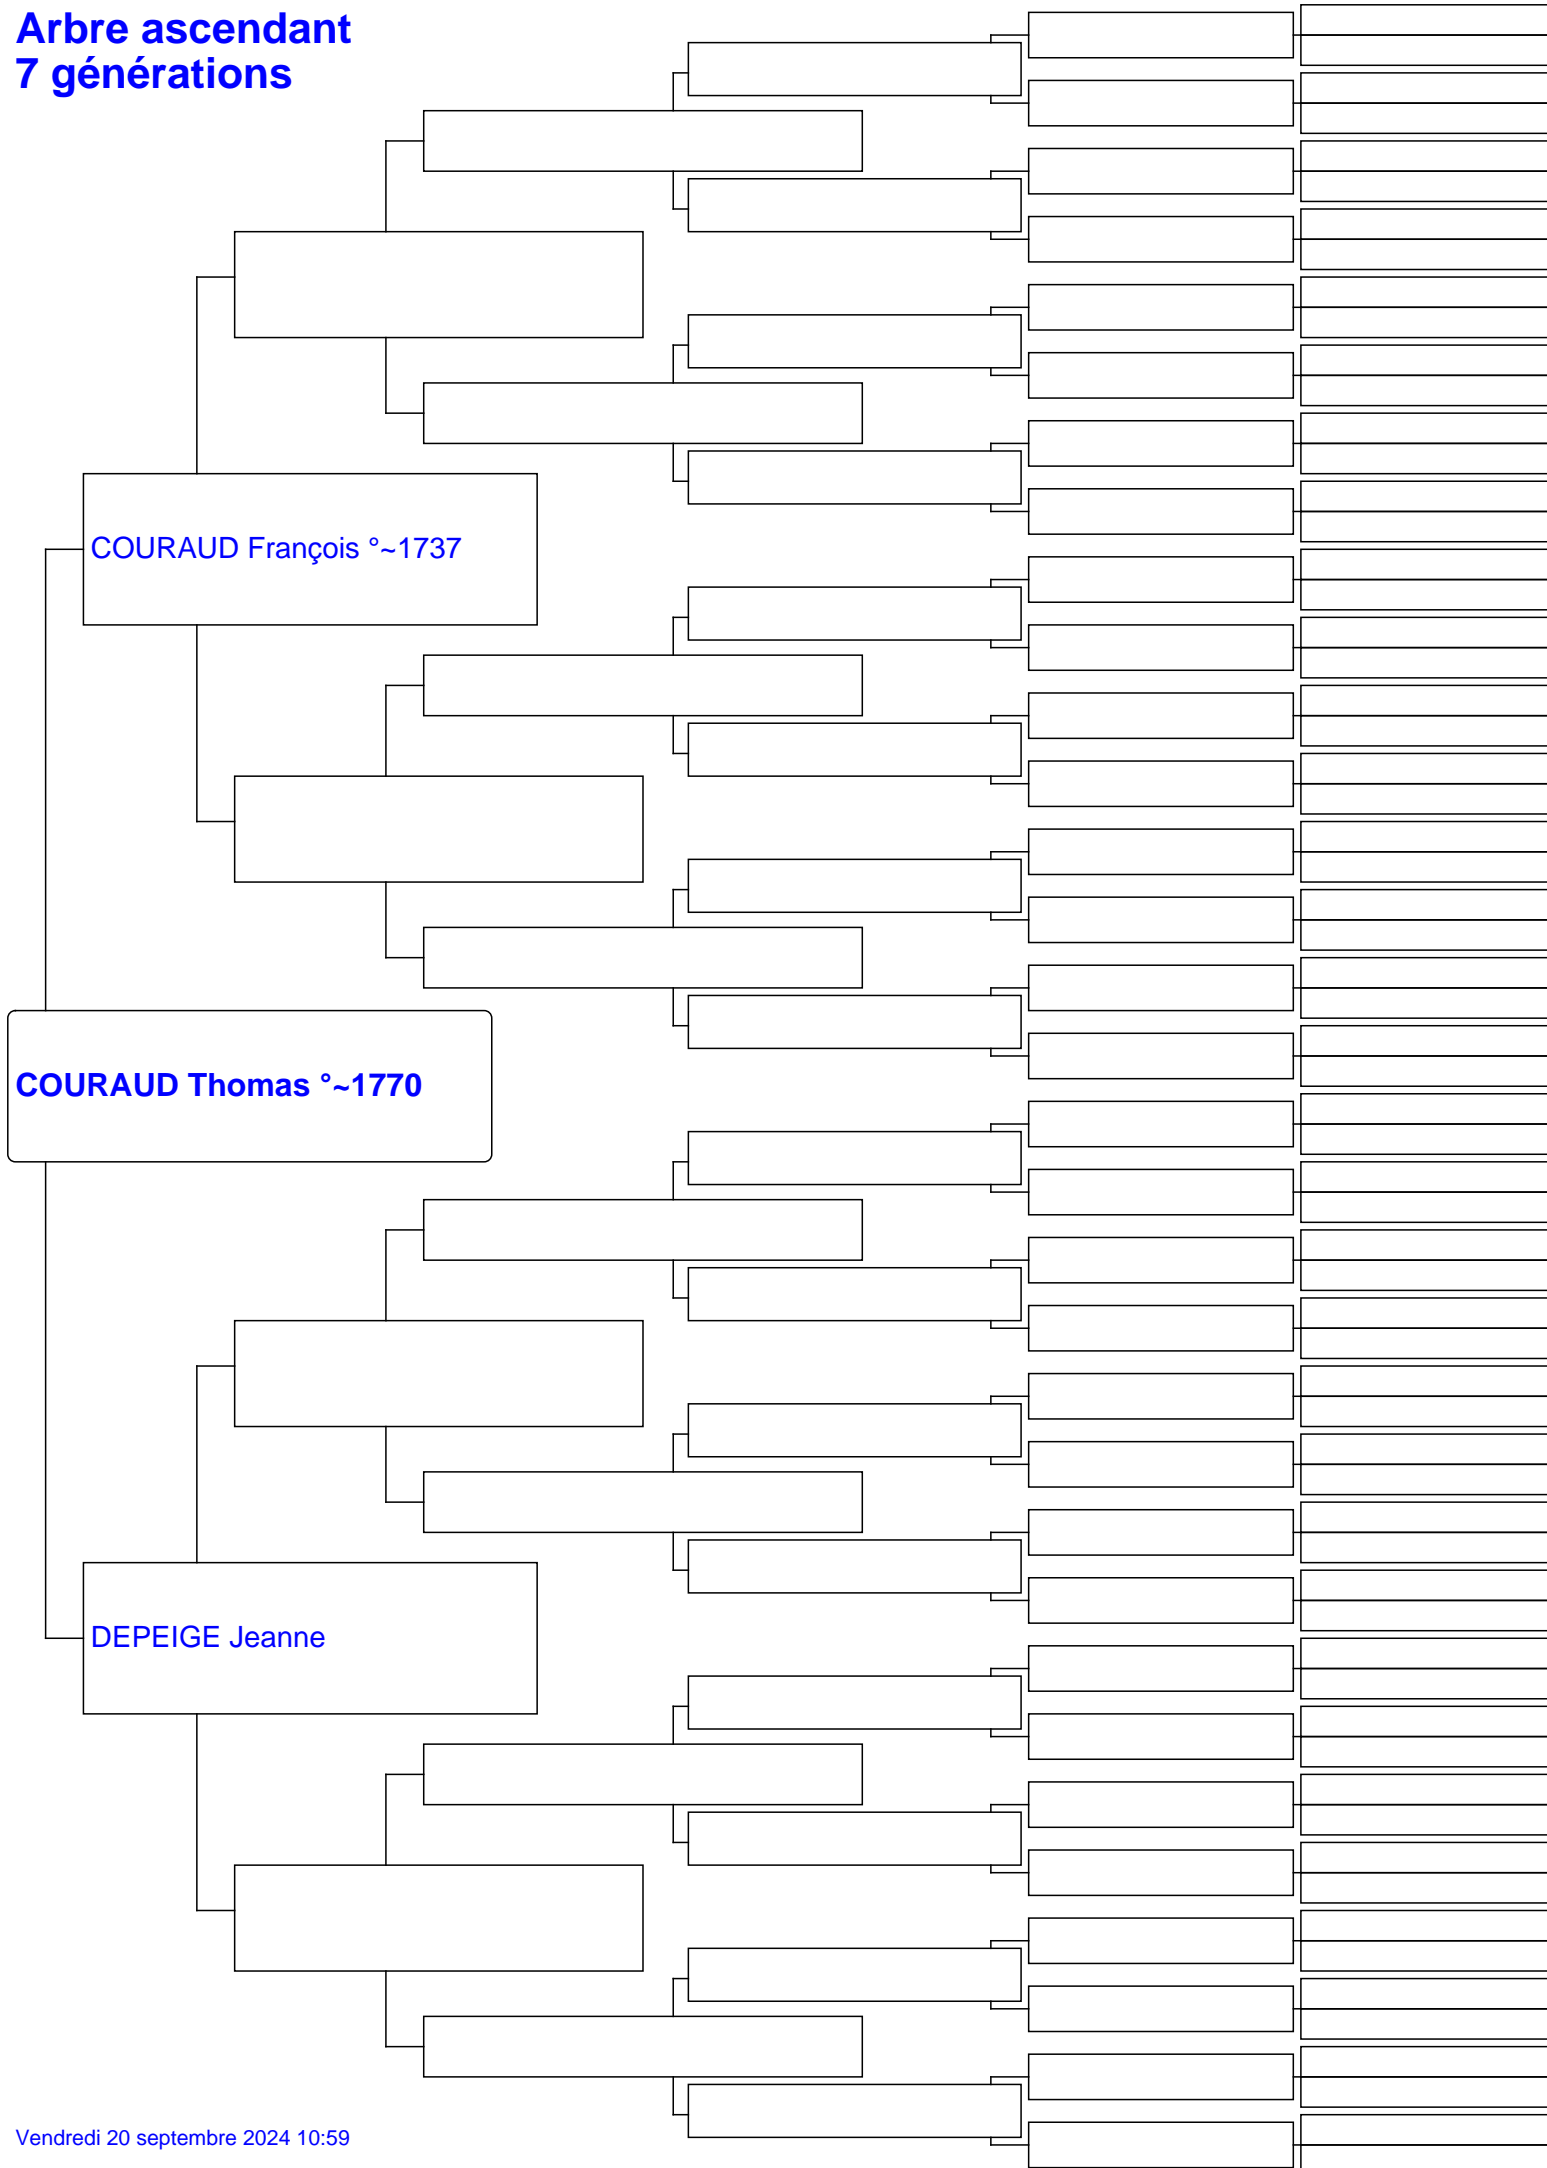 Arbre ascendant
7 générations
COURAUD François °~1737
COURAUD Thomas °~1770
DEPEIGE Jeanne
Vendredi 20 septembre 2024 10:59